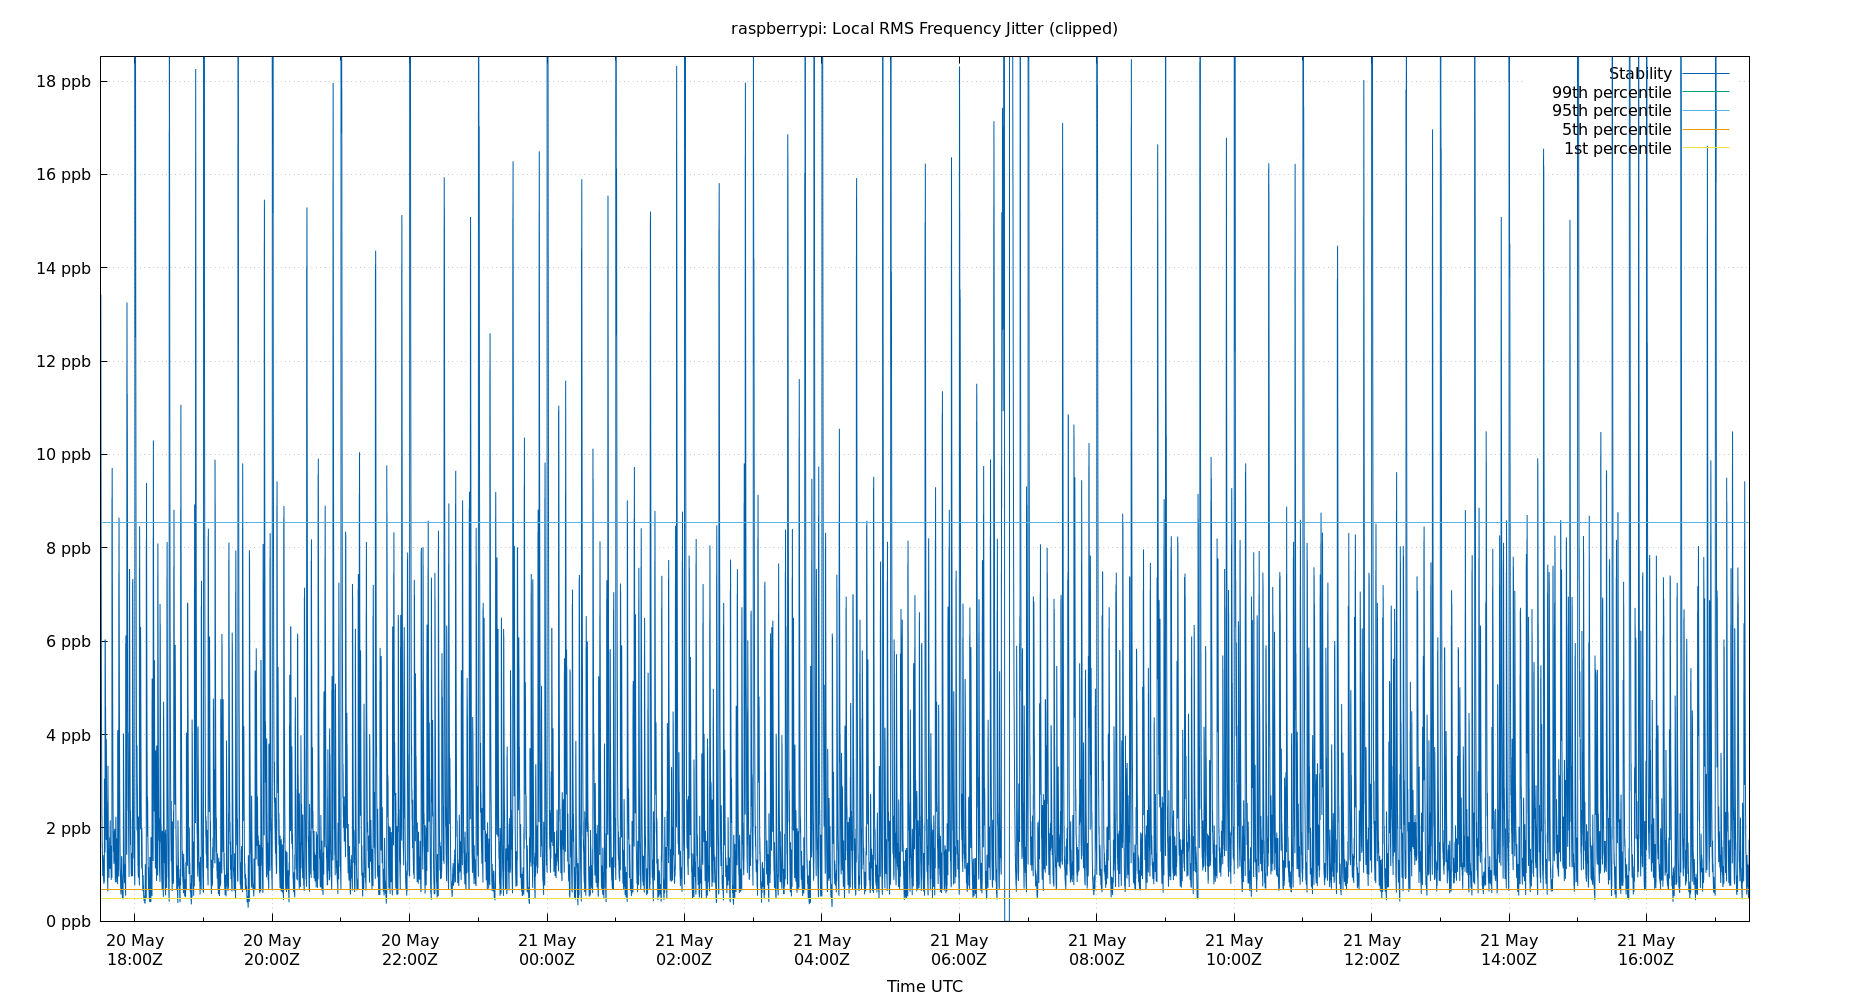 raspberrypi: Local RMS Frequency Jitter (clipped)
Stability
99th percentile
95th percentile
5th percentile
1st percentile
18 ppb
16 ppb
14 ppb
12 ppb
10 ppb
8 ppb
6 ppb
4 ppb
2 ppb
0 ppb
20 May 20 May 20 May 21 May 21 May 21 May 21 May 21 May 21 May 21 May 21 May 21 May
18:00Z 20:00Z 22:00Z 00:00Z 02:00Z 04:00Z 06:00Z 08:00Z 10:00Z 12:00Z 14:00Z 16:00Z
Time UTC